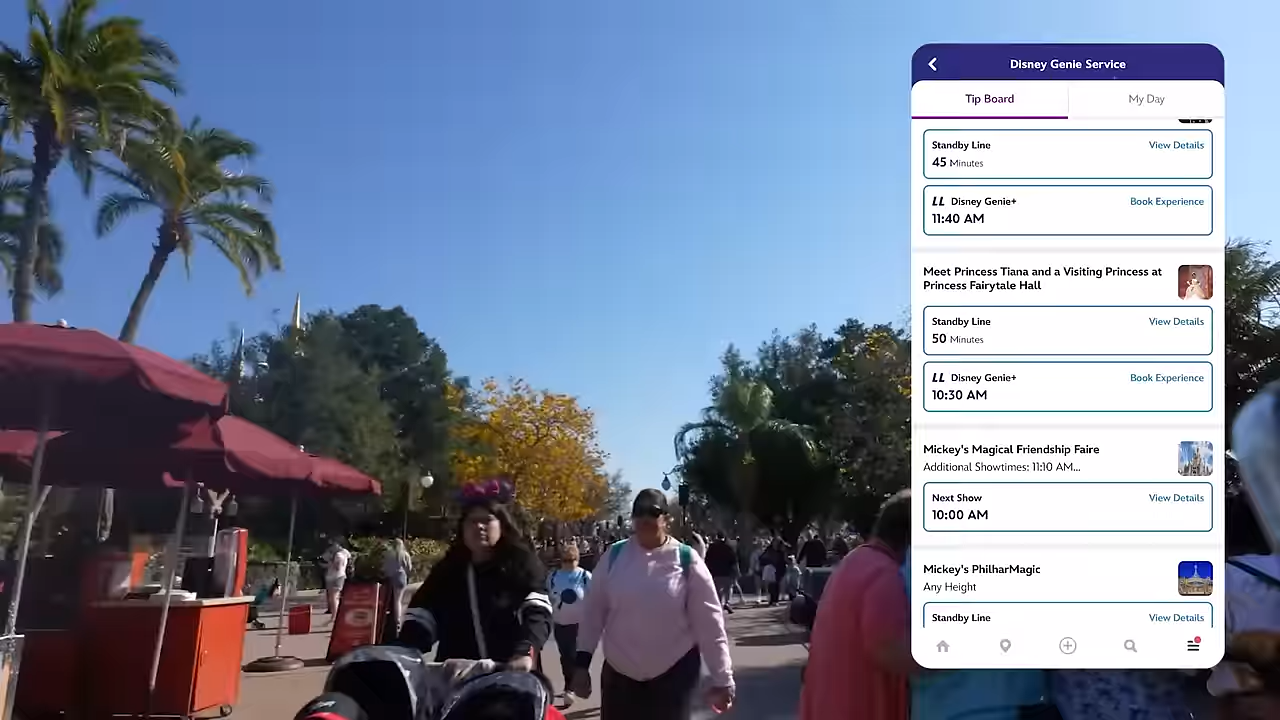 Disney Genie Service
Tip Board
My Day
Standby Line
View Details
45 Minutes
LL Disney Genie+
Book Experience
11:40 AM
Meet Princess Tiana and a Visiting Princess at
Princess Fairytale Hall
Standby Line
View Details
50 Minutes
LL Disney Genie+
Book Experience
10:30 AM
Mickey's Magical Friendship Faire
Additional Showtimes: 11:10 AM...
Next Show
View Details
10:00 AM
Mickey's PhilharMagic
Any Height
Standby Line
View Details